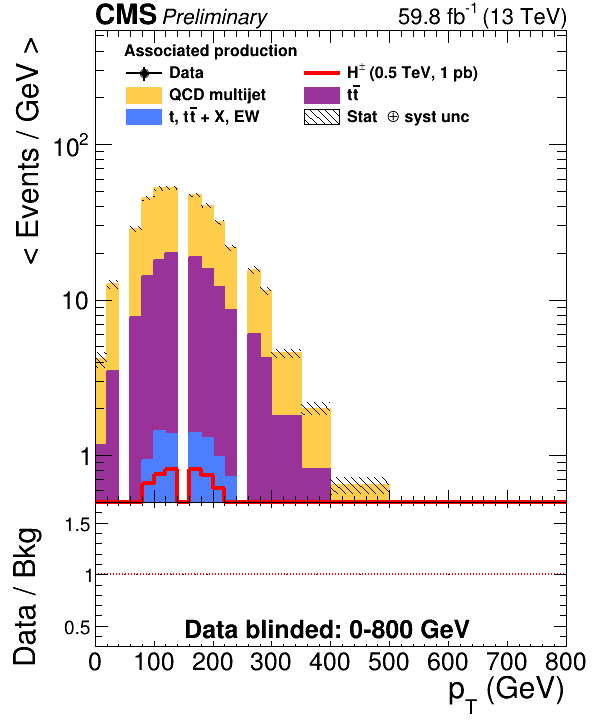 CMS Preliminary 59.8 fb⁻¹ (13 TeV)
Associated production
Data
H± (0.5 TeV, 1 pb)
QCD multijet
tt̄
t, tt̄ + X, EW
Stat ⊕ syst unc
< Events / GeV >
10²
10
1
Data / Bkg
1.5
1
0.5
Data blinded: 0-800 GeV
0 100 200 300 400 500 600 700 800
p_T (GeV)